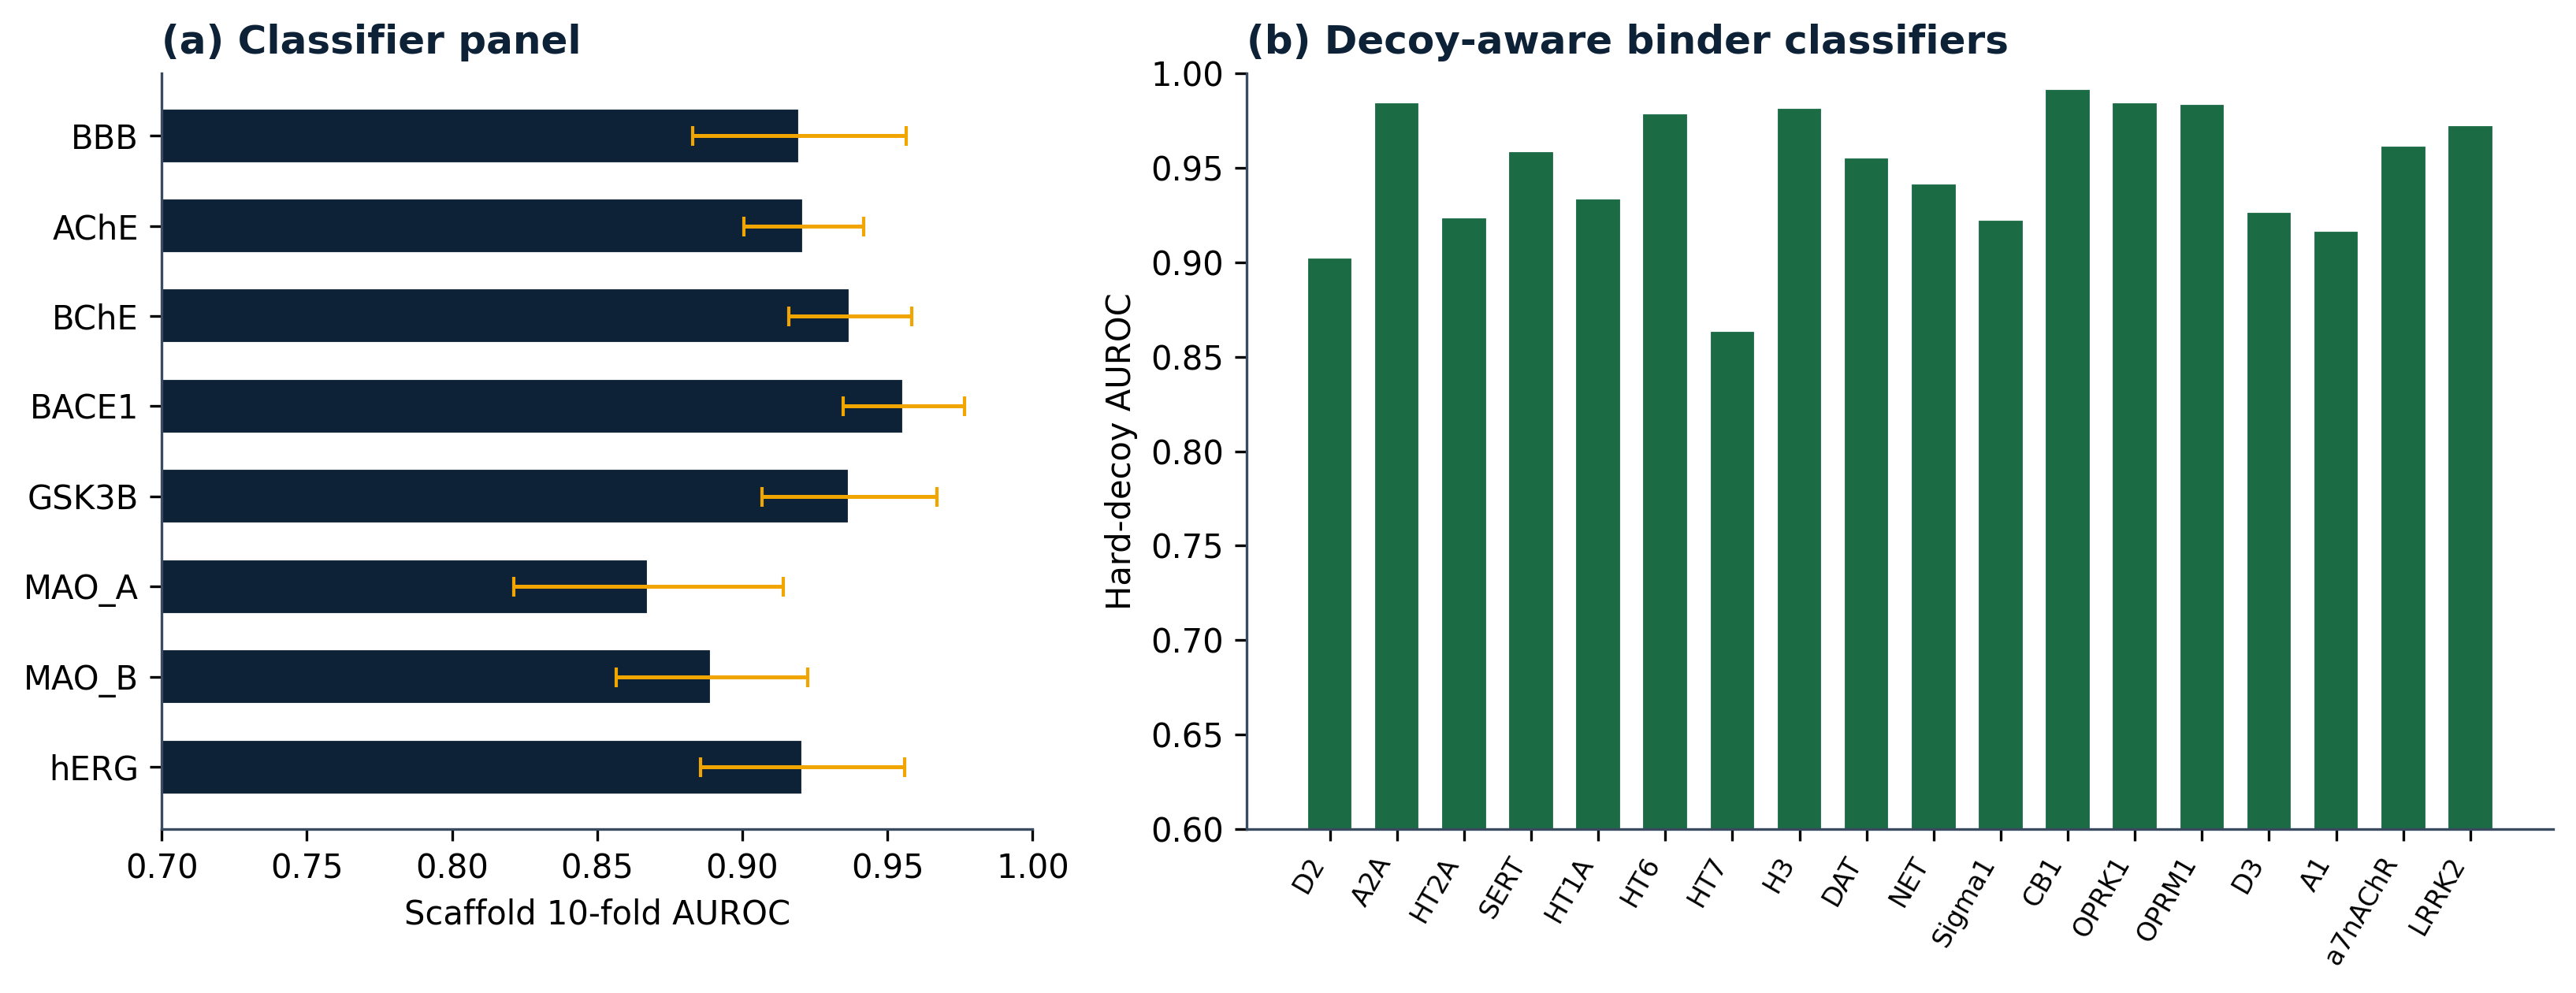 (a) Classifier panel
BBB
AChE
BChE
BACE1
GSK3B
MAO_A
MAO_B
hERG
0.70 0.75 0.80 0.85 0.90 0.95 1.00
Scaffold 10-fold AUROC
(b) Decoy-aware binder classifiers
Hard-decoy AUROC
1.00
0.95
0.90
0.85
0.80
0.75
0.70
0.65
0.60
D2 A2A HT2A SERT HT1A HT6 HT7 H3 DAT NET Sigma1 CB1 OPRK1 OPRM1 D3 A1 a7nAChR LRRK2